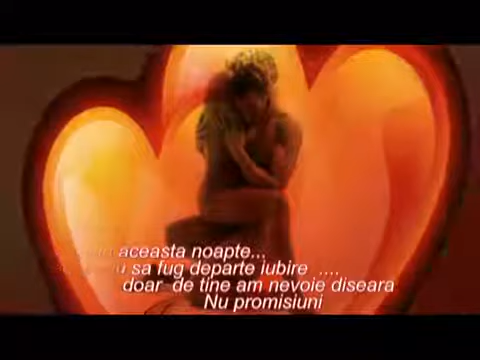 aceasta noapte...
sa fug departe iubire ....
doar de tine am nevoie diseara
Nu promisiuni